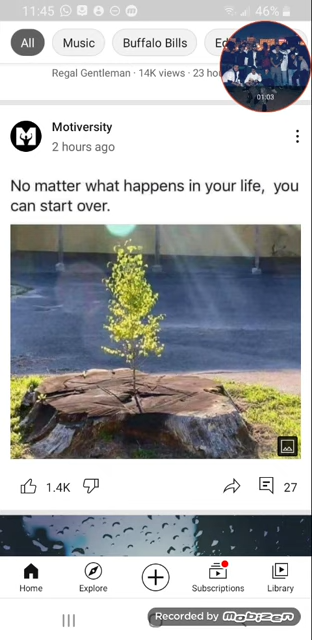 11:45
46%
All
Music
Buffalo Bills
Regal Gentleman · 14K views · 23
01:03
Motiversity
2 hours ago
No matter what happens in your life, you
can start over.
1.4K
27
Home
Explore
Subscriptions
Library
Recorded by MOBIZEN